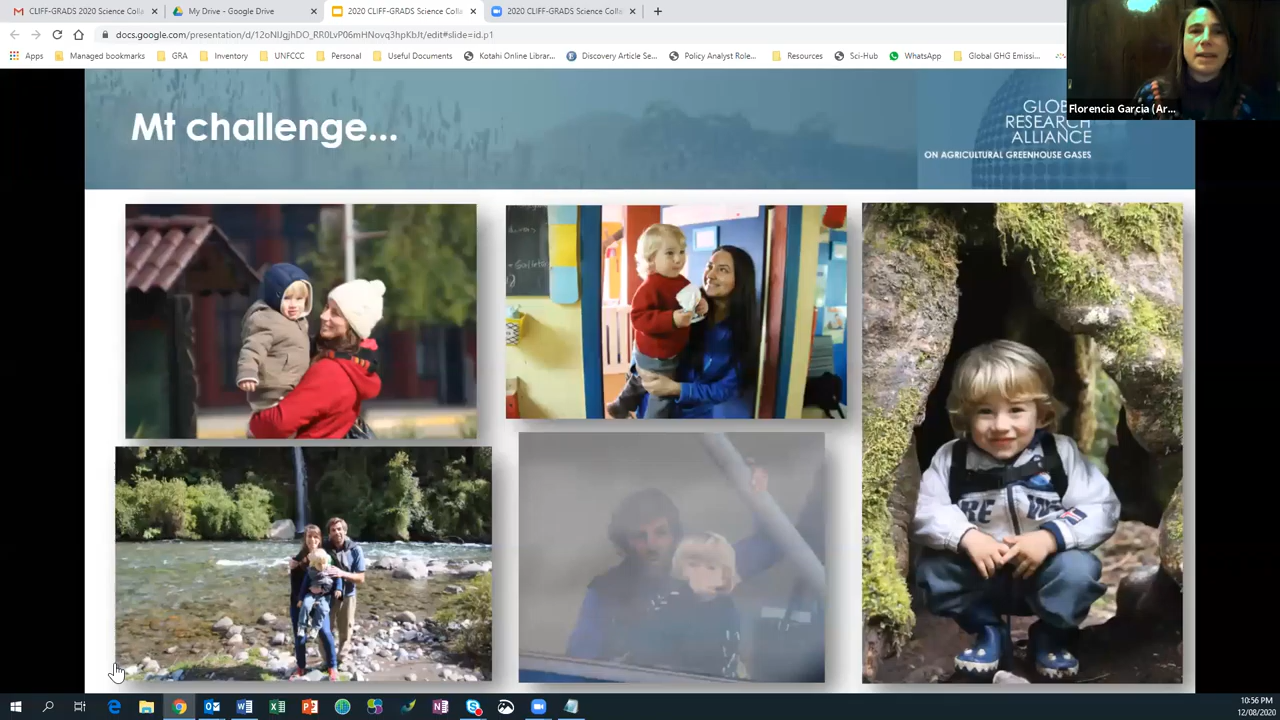 CLIFF-GRADS 2020 Science Colla
My Drive - Google Drive
2020 CLIFF-GRADS Science Colla
2020 CLIFF-GRADS Science Colla
docs.google.com/presentation/d/12oNIJgjhDO_RR0LvP06mHNovq3hpKbJt/edit#slide=id.p1
Apps
Managed bookmarks
GRA
Inventory
UNFCCC
Personal
Useful Documents
Kotahi Online Librar...
Discovery Article Se...
Policy Analyst Role...
Resources
Sci-Hub
WhatsApp
Global GHG Emissi...
Florencia Garcia (Ar...
Mt challenge...
RESEARCH
ALLIANCE
ON AGRICULTURAL GREENHOUSE GASES
10:56 PM
12/08/2020